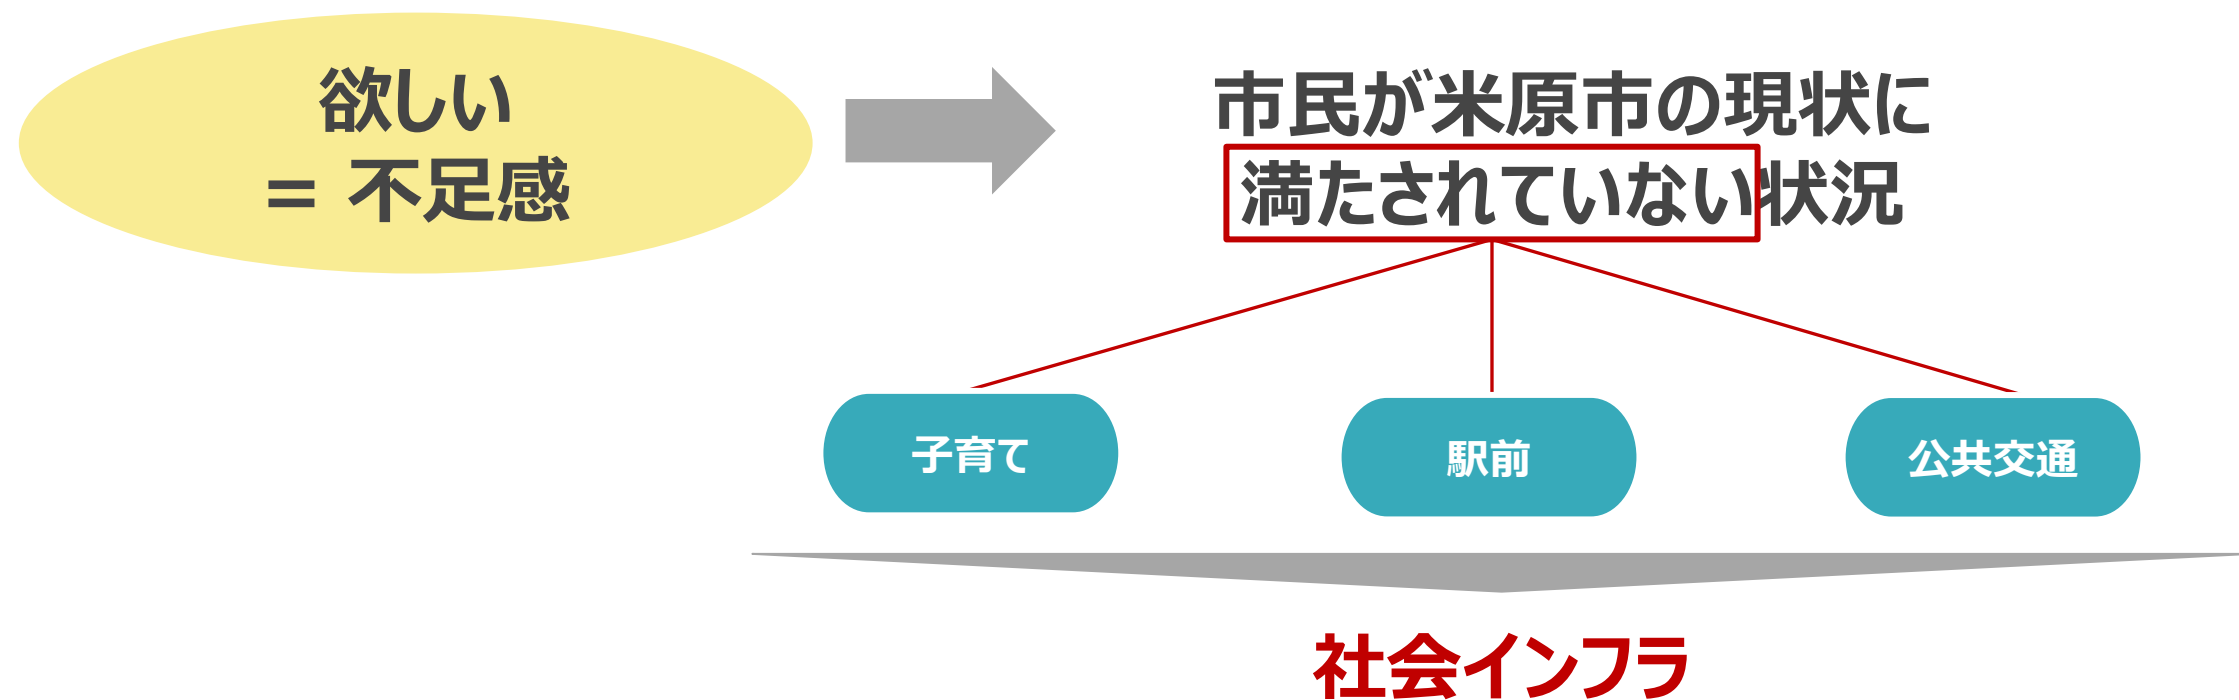 欲しい
= 不足感
市民が米原市の現状に
満たされていない状況
子育て
駅前
公共交通
社会インフラ